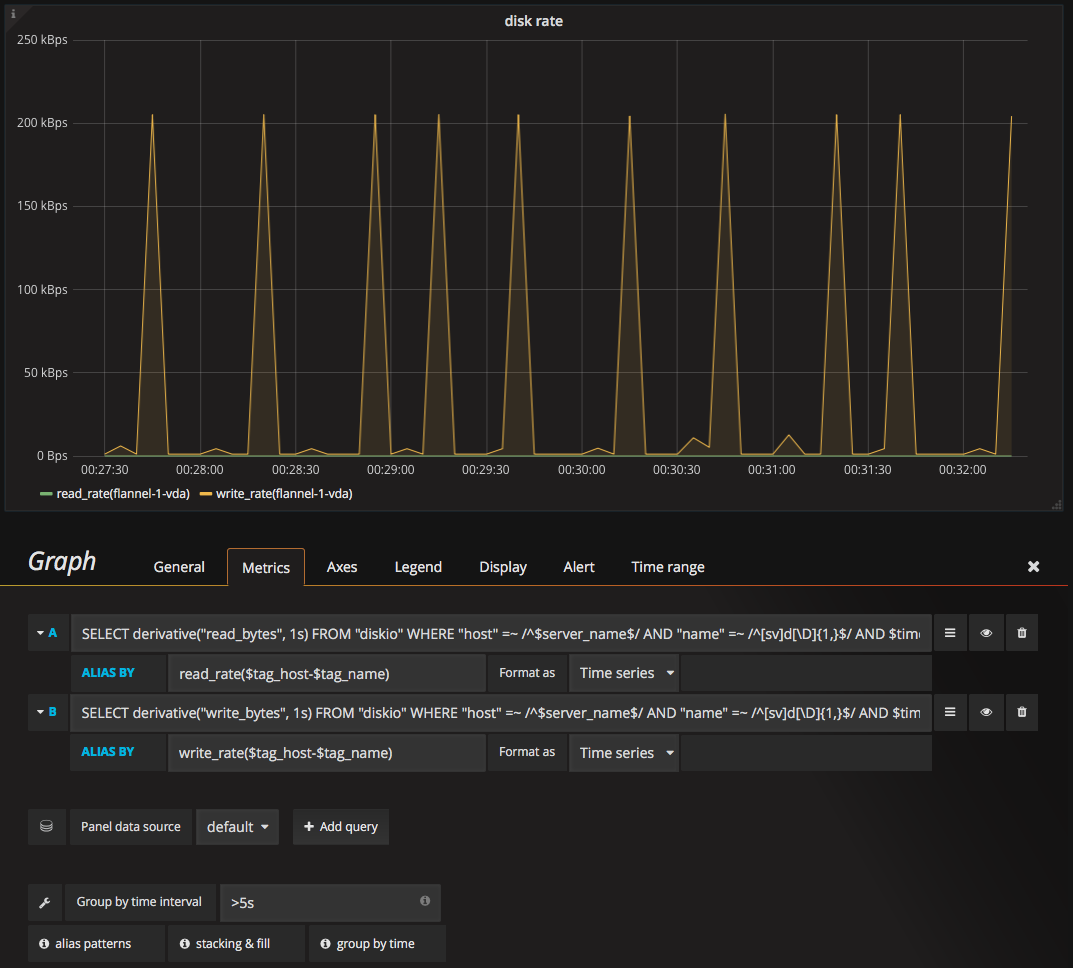 disk rate
250 kBps
200 kBps
150 kBps
100 kBps
50 kBps
0 Bps
00:27:30 00:28:00 00:28:30 00:29:00 00:29:30 00:30:00 00:30:30 00:31:00 00:31:30 00:32:00
read_rate(flannel-1-vda) write_rate(flannel-1-vda)
Graph General Metrics Axes Legend Display Alert Time range
A SELECT derivative("read_bytes", 1s) FROM "diskio" WHERE "host" =~ /^$server_name$/ AND "name" =~ /^[sv]d[\D]{1,}$/ AND $tim
ALIAS BY read_rate($tag_host-$tag_name) Format as Time series
B SELECT derivative("write_bytes", 1s) FROM "diskio" WHERE "host" =~ /^$server_name$/ AND "name" =~ /^[sv]d[\D]{1,}$/ AND $tim
ALIAS BY write_rate($tag_host-$tag_name) Format as Time series
Panel data source default + Add query
Group by time interval >5s
alias patterns stacking & fill group by time